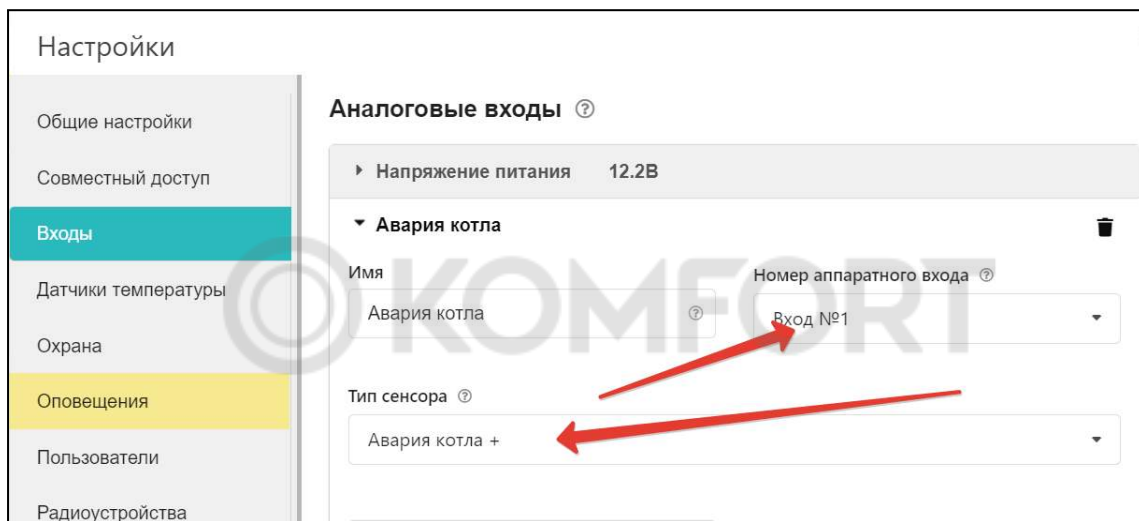 Настройки
Общие настройки
Совместный доступ
Входы
Датчики температуры
Охрана
Оповещения
Пользователи
Радиоустройства
Аналоговые входы
Напряжение питания 12.2В
Авария котла
Имя
Номер аппаратного входа
Авария котла
Вход №1
Тип сенсора
Авария котла +
OKOMFORT